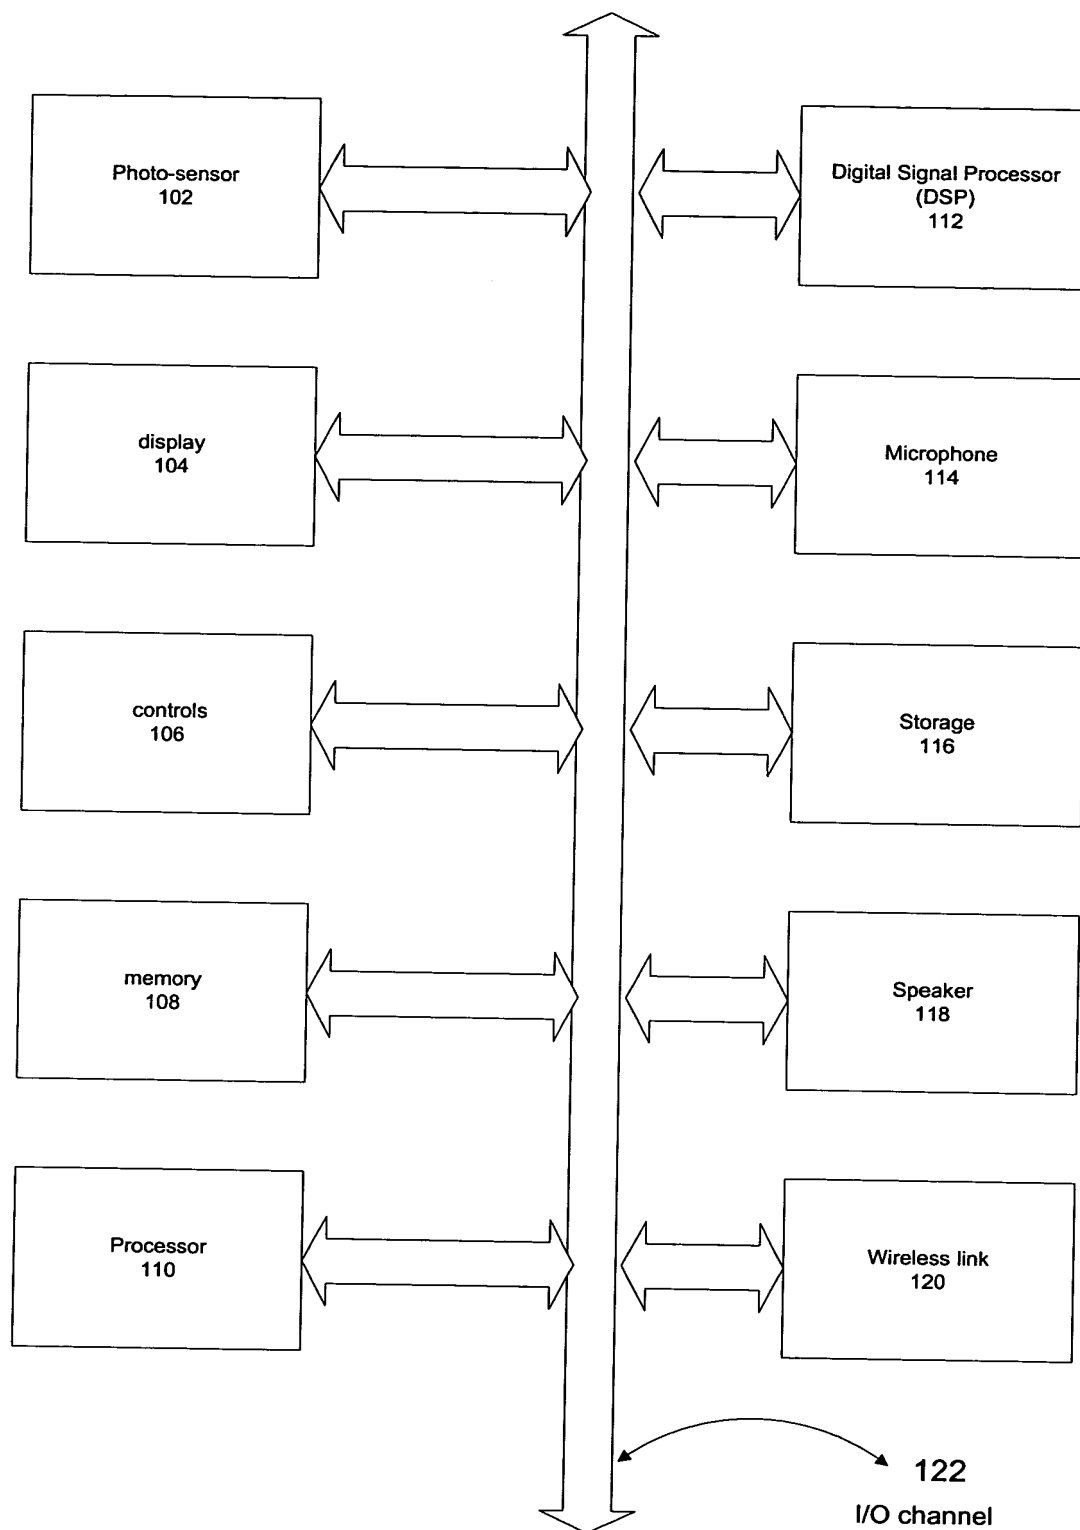 Photo-sensor
102
Digital Signal Processor
(DSP)
112
display
104
Microphone
114
controls
106
Storage
116
memory
108
Speaker
118
Processor
110
Wireless link
120
122
I/O channel